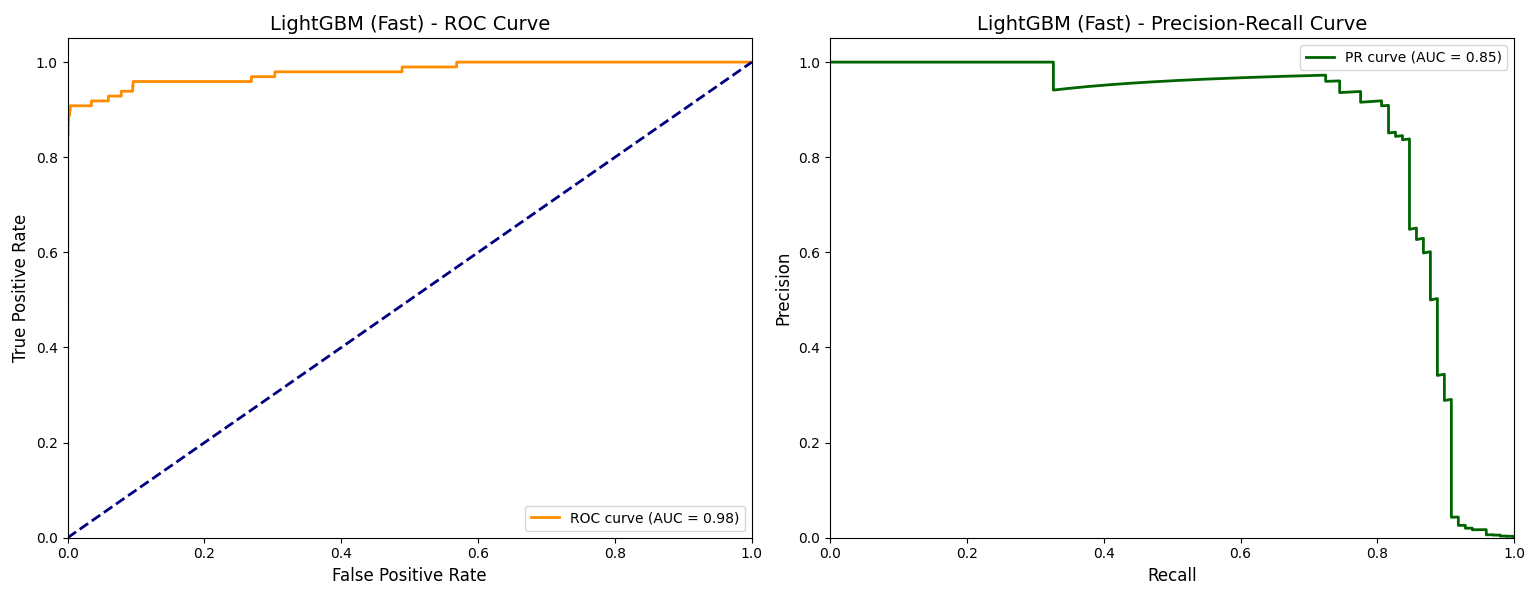 LightGBM (Fast) - ROC Curve
True Positive Rate
1.0
0.8
0.6
0.4
0.2
0.0
0.0 0.2 0.4 0.6 0.8 1.0
False Positive Rate
ROC curve (AUC = 0.98)
LightGBM (Fast) - Precision-Recall Curve
Precision
1.0
0.8
0.6
0.4
0.2
0.0
0.0 0.2 0.4 0.6 0.8 1.0
Recall
PR curve (AUC = 0.85)